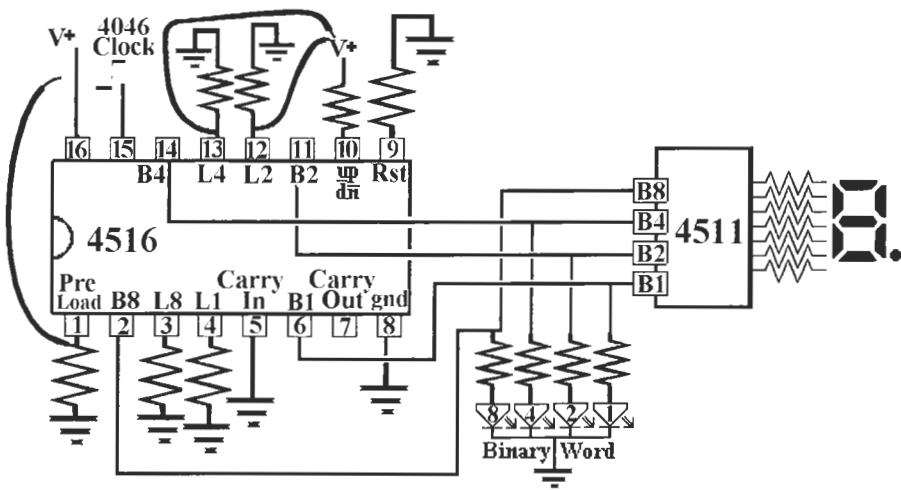 4046
V+
Clock
V+
16 15 14 13 12 11 10 9
B4 L4 L2 B2 up Rst
dn
4516
Pre
Load B8 L8 L1 Carry In B1 Carry Out gnd
1 2 3 4 5 6 7 8
B8
B4
4511
B2
B1
8.
8 4 2 1
Binary Word